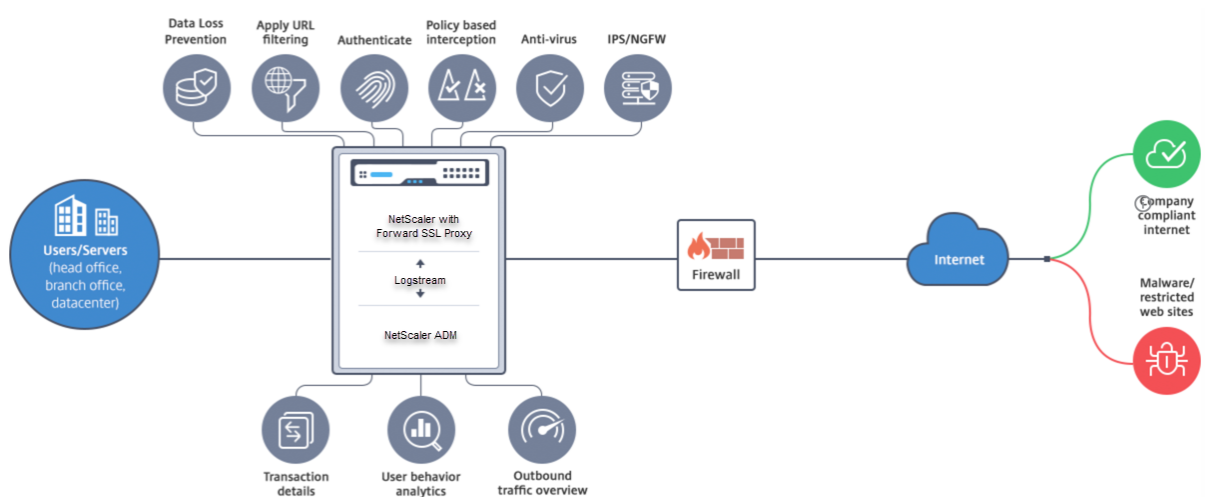 Data Loss
Prevention
Apply URL
filtering
Authenticate
Policy based
interception
Anti-virus
IPS/NGFW
Users/Servers
(head office,
branch office,
datacenter)
NetScaler with
Forward SSL Proxy
Logstream
NetScaler ADM
Firewall
Internet
Company
compliant
internet
Malware/
restricted
web sites
Transaction
details
User behavior
analytics
Outbound
traffic overview